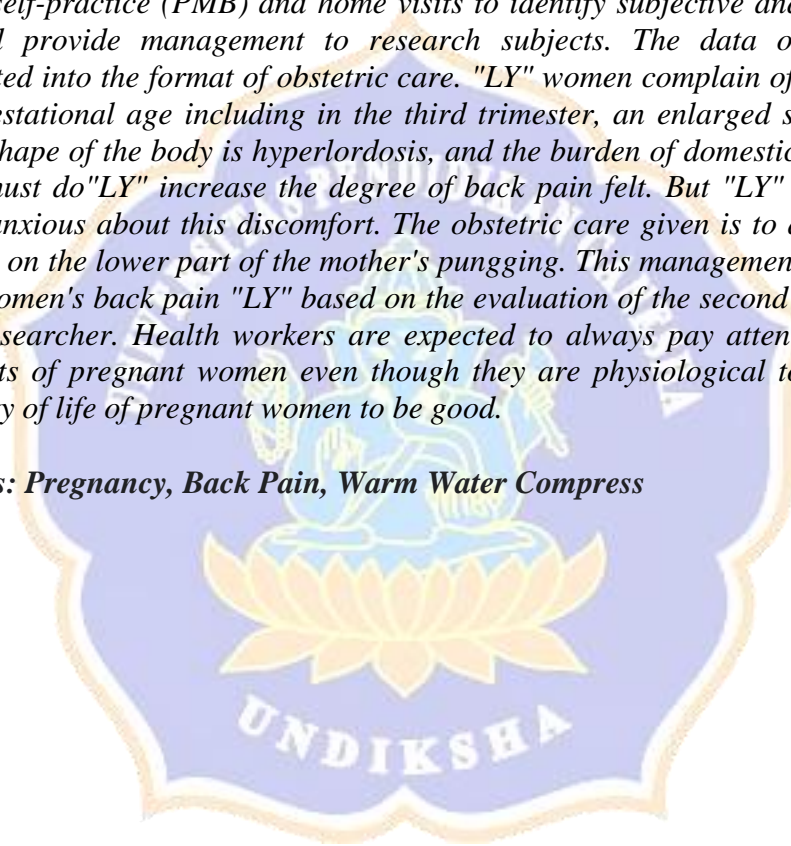 self-practice (PMB) and home visits to identify subjective and
provide management to research subjects. The data o
ted into the format of obstetric care. "LY" women complain of
estational age including in the third trimester, an enlarged s
hape of the body is hyperlordosis, and the burden of domestic
ust do"LY" increase the degree of back pain felt. But "LY"
nxious about this discomfort. The obstetric care given is to
on the lower part of the mother's pungging. This management
omen's back pain "LY" based on the evaluation of the second
searcher. Health workers are expected to always pay atten
ts of pregnant women even though they are physiological to
y of life of pregnant women to be good.
s: Pregnancy, Back Pain, Warm Water Compress
UNIVERSITAS PENDIDIKAN GANESHA
UNDIKSHA